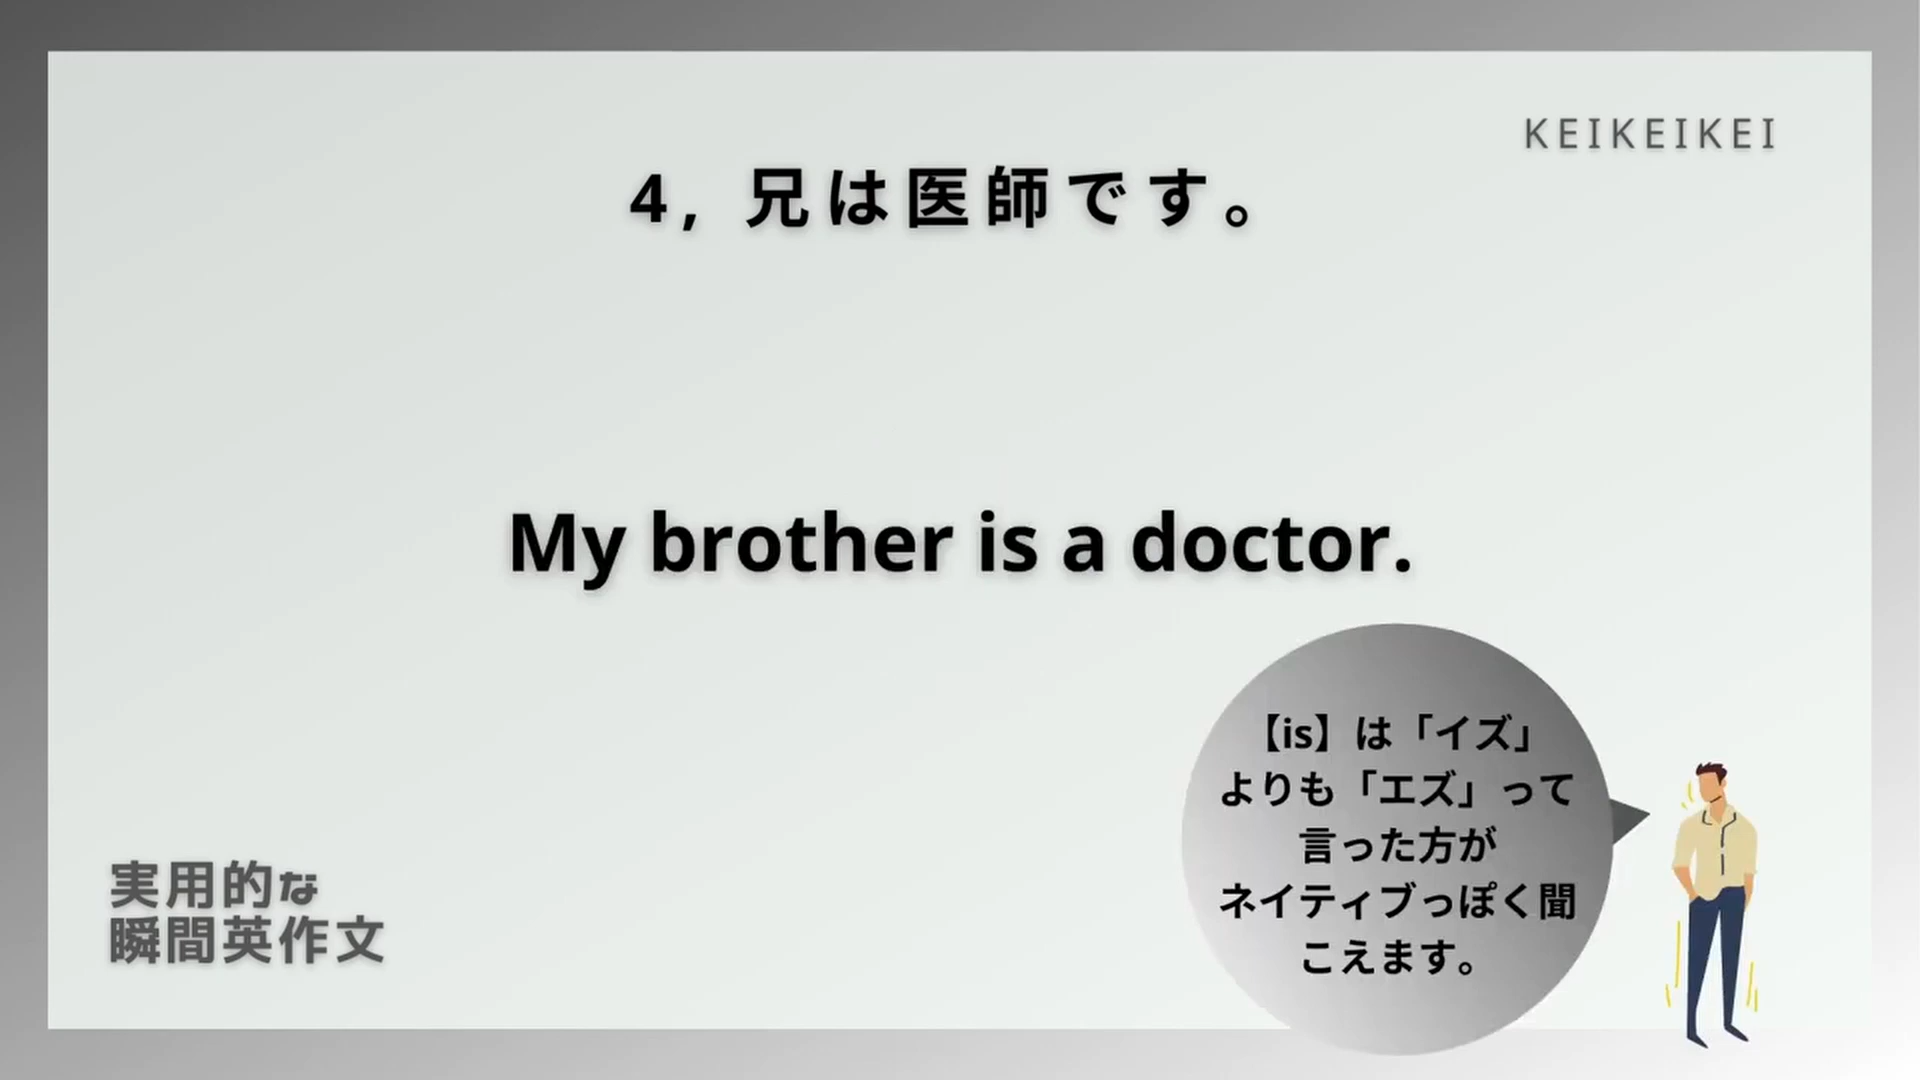 KEIKEIKEI
4, 兄は医師です。
My brother is a doctor.
【is】は「イズ」
よりも「エズ」って
言った方が
ネイティブっぽく聞
こえます。
実用的な
瞬間英作文